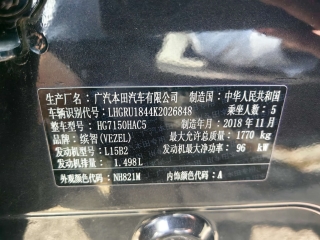 生产厂名：广汽本田汽车有限公司 制造国：中华人民共和国
车辆识别代号：LHGRU1844K2026848 乘坐人数：5
整车型号：HG7150HAC5 制造年月：2018年11月
品牌：缤智(VEZEL) 最大允许总质量：1770 kg
发动机型号：L15B2 发动机最大净功率：96 kW
发动机排量：1.498L
外观颜色代码：NH821M 内饰颜色代码：A